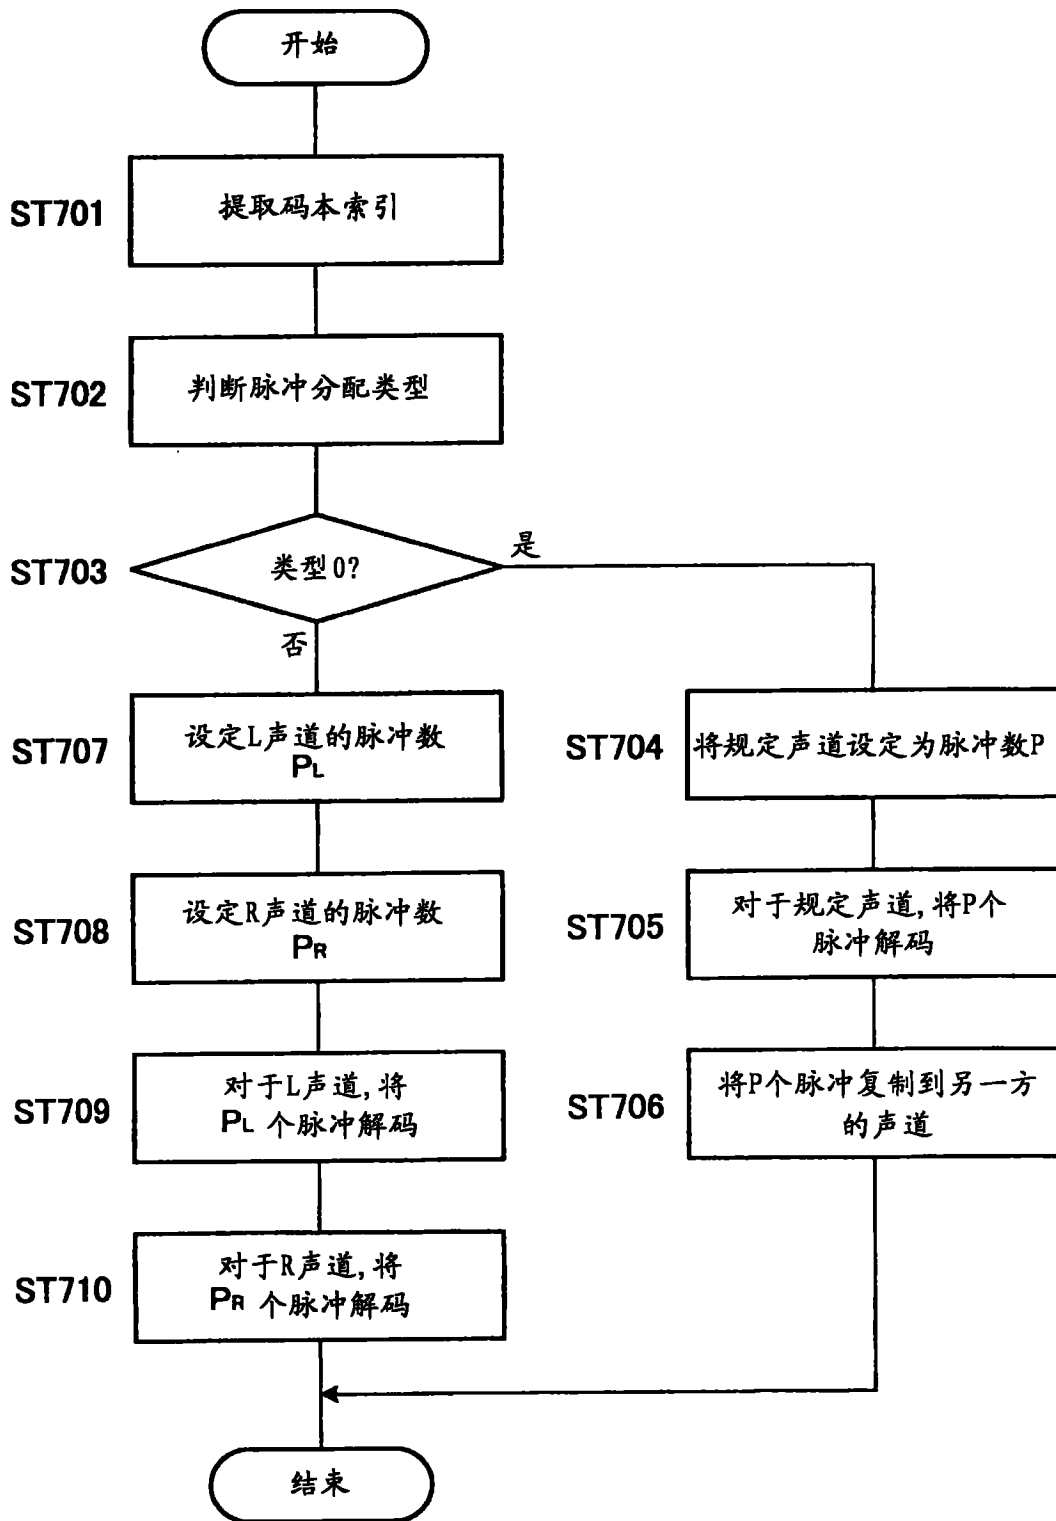 开始
ST701
提取码本索引
ST702
判断脉冲分配类型
ST703
类型0?
是
否
ST707
设定L声道的脉冲数
PL
ST704
将规定声道设定为脉冲数P
ST708
设定R声道的脉冲数
PR
ST705
对于规定声道,将P个
脉冲解码
ST709
对于L声道,将
PL 个脉冲解码
ST706
将P个脉冲复制到另一方
的声道
ST710
对于R声道,将
PR 个脉冲解码
结束